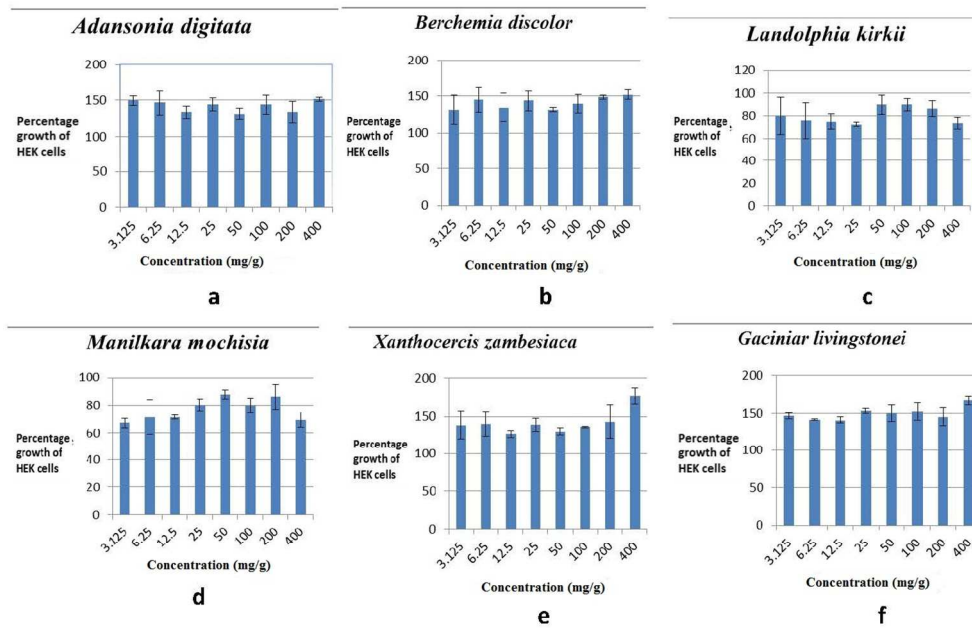 Adansonia digitata
200
150
100
50
0
Percentage
growth of
HEK cells
3.125
6.25
12.5
25
50
100
200
400
Concentration (mg/g)
a
Berchemia discolor
200
150
100
50
0
Percentage
growth of
HEK cells
3.125
6.25
12.5
25
50
100
200
400
Concentration (mg/g)
b
Landolphia kirkii
120
100
80
60
40
20
0
Percentage
growth of
HEK cells
3.125
6.25
12.5
25
50
100
200
400
Concentration (mg/g)
c
Manilkara mochisia
100
80
60
40
20
0
Percentage
growth of
HEK cells
3.125
6.25
12.5
25
50
100
200
400
Concentration (mg/g)
d
Xanthocercis zambesiaca
200
150
100
50
0
Percentage
growth of
HEK cells
3.125
6.25
12.5
25
50
100
200
400
Concentration (mg/g)
e
Gaciniar livingstonei
200
150
100
50
0
Percentage
growth of
HEK cells
3.125
6.25
12.5
25
50
100
200
400
Concentration (mg/g)
f